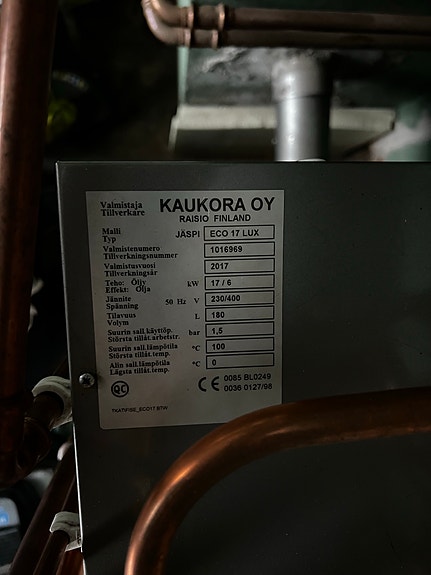 Valmistaja KAUKORA OY
Tillverkare RAISIO FINLAND
Malli
Typ JÄSPI ECO 17 LUX
Valmistenumero 1016969
Tillverkningsnummer
Valmistusvuosi 2017
Tillverkningsår
Teho: Öljy kW 17 / 6
Effekt: Olja
Jännite 50 Hz V 230/400
Spänning
Tilavuus L 180
Volym
Suurin sall.käyttöp. bar 1,5
Största tillåt.arbetstr.
Suurin sall.lämpötila °C 100
Största tillåt.temp.
Alin sall.lämpötila °C 0
Lägsta tillåt.temp.
QC CE 0085 BL0249
0036 0127/98
TKATIFISE_ECO17.BTW